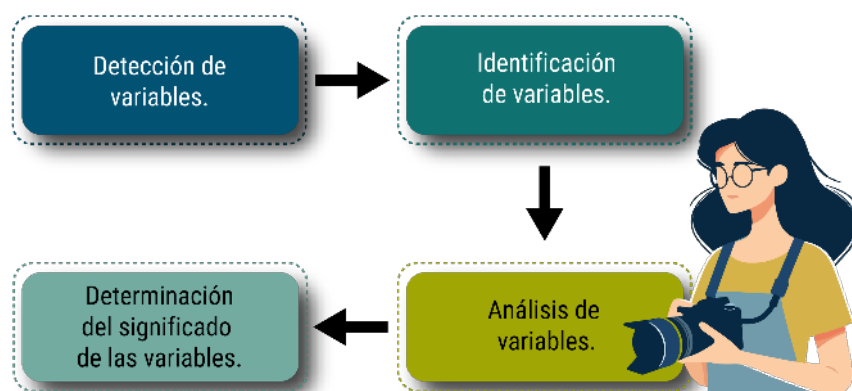 Detección de
variables.
Identificación
de variables.
Análisis de
variables.
Determinación
del significado
de las variables.